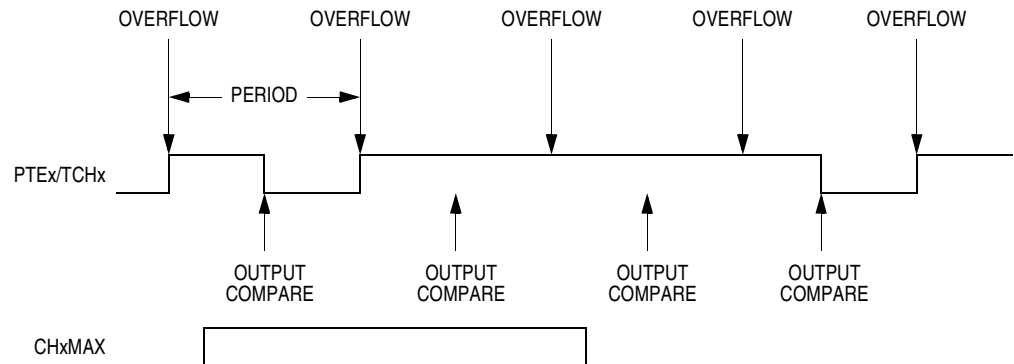 OVERFLOW OVERFLOW OVERFLOW OVERFLOW OVERFLOW
PERIOD
PTEx/TCHx
OUTPUT OUTPUT OUTPUT OUTPUT
COMPARE COMPARE COMPARE COMPARE
CHxMAX